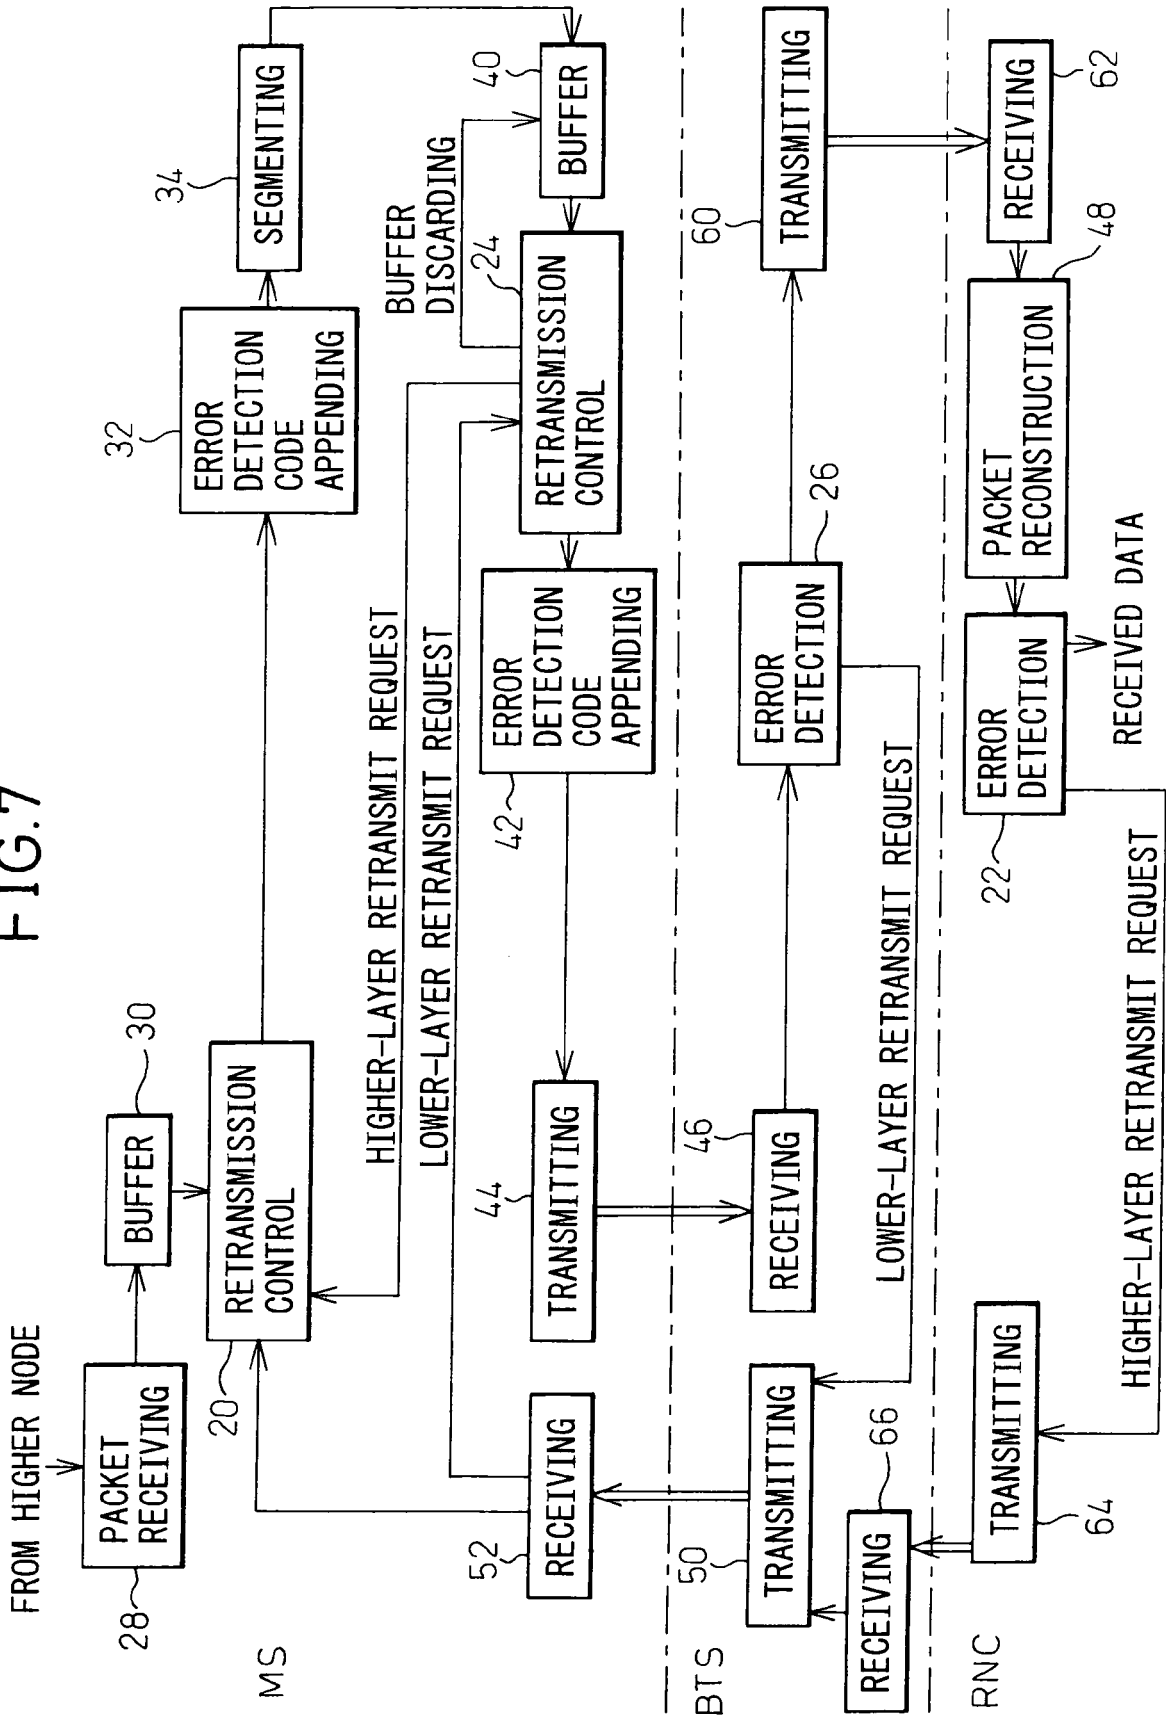 FIG.7
FROM HIGHER NODE
28
PACKET
RECEIVING
BUFFER
30
20
RETRANSMISSION
CONTROL
32
ERROR
DETECTION
CODE
APPENDING
34
SEGMENTING
MS
HIGHER-LAYER RETRANSMIT REQUEST
LOWER-LAYER RETRANSMIT REQUEST
BUFFER
DISCARDING
52
RECEIVING
44
TRANSMITTING
42
ERROR
DETECTION
CODE
APPENDING
24
RETRANSMISSION
CONTROL
40
BUFFER
BTS
50
TRANSMITTING
46
RECEIVING
ERROR
DETECTION
26
60
TRANSMITTING
RECEIVING
66
LOWER-LAYER RETRANSMIT REQUEST
RNC
TRANSMITTING
64
22
ERROR
DETECTION
PACKET
RECONSTRUCTION
48
RECEIVING
62
RECEIVED DATA
HIGHER-LAYER RETRANSMIT REQUEST